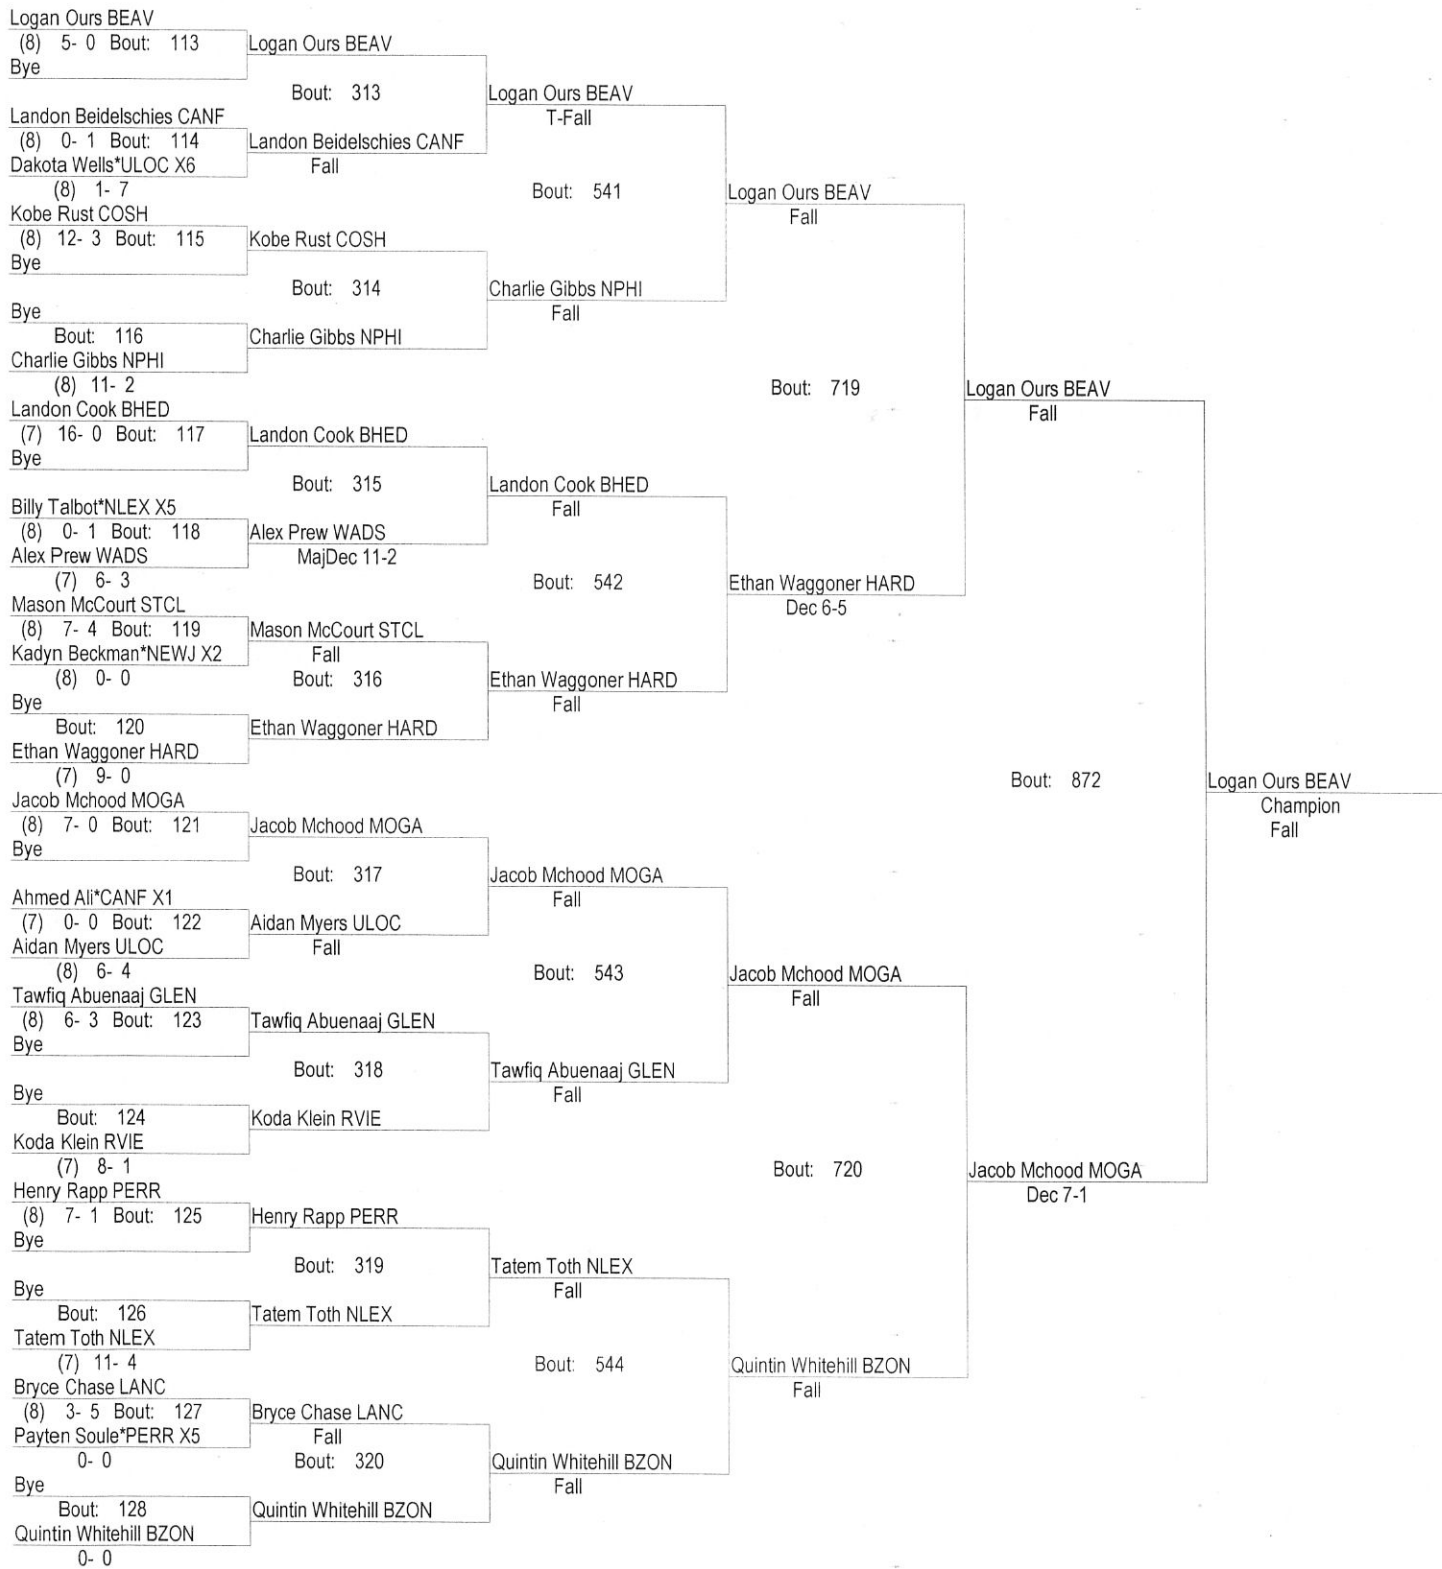 Logan Ours BEAV
(8) 5- 0 Bout: 113
Bye
Landon Beidelschies CANF
(8) 0- 1 Bout: 114
Dakota Wells*ULOC X6
(8) 1- 7
Kobe Rust COSH
(8) 12- 3 Bout: 115
Bye
Bye
Bout: 116
Charlie Gibbs NPHI
(8) 11- 2
Landon Cook BHED
(7) 16- 0 Bout: 117
Bye
Billy Talbot*NLEX X5
(8) 0- 1 Bout: 118
Alex Prew WADS
(7) 6- 3
Mason McCourt STCL
(8) 7- 4 Bout: 119
Kadyn Beckman*NEWJ X2
(8) 0- 0
Bye
Bout: 120
Ethan Waggoner HARD
(7) 9- 0
Jacob Mchood MOGA
(8) 7- 0 Bout: 121
Bye
Ahmed Ali*CANF X1
(7) 0- 0 Bout: 122
Aidan Myers ULOC
(8) 6- 4
Tawfiq Abuenaaj GLEN
(8) 6- 3 Bout: 123
Bye
Bye
Bout: 124
Koda Klein RVIE
(7) 8- 1
Henry Rapp PERR
(8) 7- 1 Bout: 125
Bye
Bye
Bout: 126
Tatem Toth NLEX
(7) 11- 4
Bryce Chase LANC
(8) 3- 5 Bout: 127
Payten Soule*PERR X5
0- 0
Bye
Bout: 128
Quintin Whitehill BZON
0- 0
Logan Ours BEAV
Bout: 313
Landon Beidelschies CANF
Fall
Kobe Rust COSH
Bout: 314
Charlie Gibbs NPHI
Landon Cook BHED
Bout: 315
Alex Prew WADS
MajDec 11-2
Mason McCourt STCL
Fall
Bout: 316
Ethan Waggoner HARD
Jacob Mchood MOGA
Bout: 317
Aidan Myers ULOC
Fall
Tawfiq Abuenaaj GLEN
Bout: 318
Koda Klein RVIE
Henry Rapp PERR
Bout: 319
Tatem Toth NLEX
Bryce Chase LANC
Fall
Bout: 320
Quintin Whitehill BZON
Logan Ours BEAV
T-Fall
Bout: 541
Charlie Gibbs NPHI
Fall
Landon Cook BHED
Fall
Bout: 542
Ethan Waggoner HARD
Fall
Jacob Mchood MOGA
Fall
Bout: 543
Tawfiq Abuenaaj GLEN
Fall
Tatem Toth NLEX
Fall
Bout: 544
Quintin Whitehill BZON
Fall
Logan Ours BEAV
Fall
Bout: 719
Ethan Waggoner HARD
Dec 6-5
Jacob Mchood MOGA
Fall
Bout: 720
Quintin Whitehill BZON
Fall
Logan Ours BEAV
Fall
Bout: 872
Jacob Mchood MOGA
Dec 7-1
Logan Ours BEAV
Champion
Fall